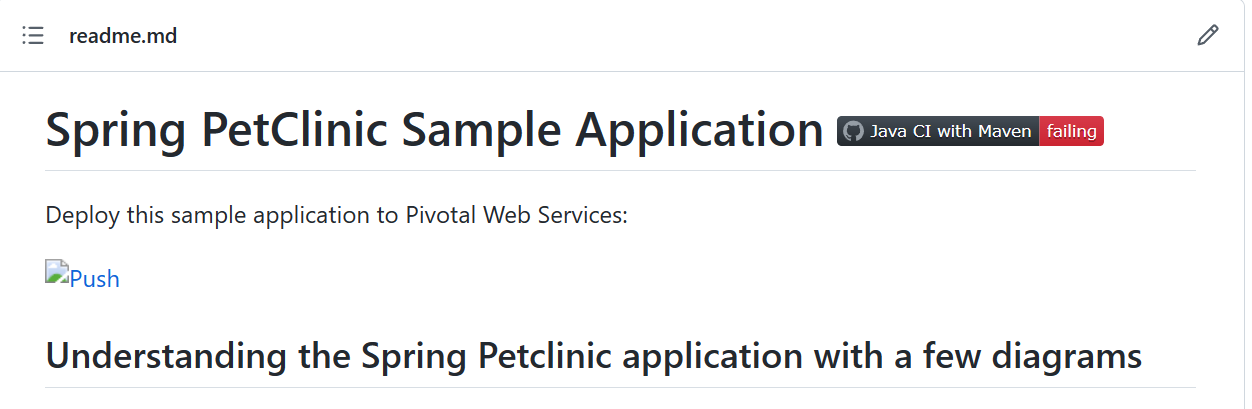 readme.md
Spring PetClinic Sample Application Java CI with Maven failing
Deploy this sample application to Pivotal Web Services:
Push
Understanding the Spring Petclinic application with a few diagrams